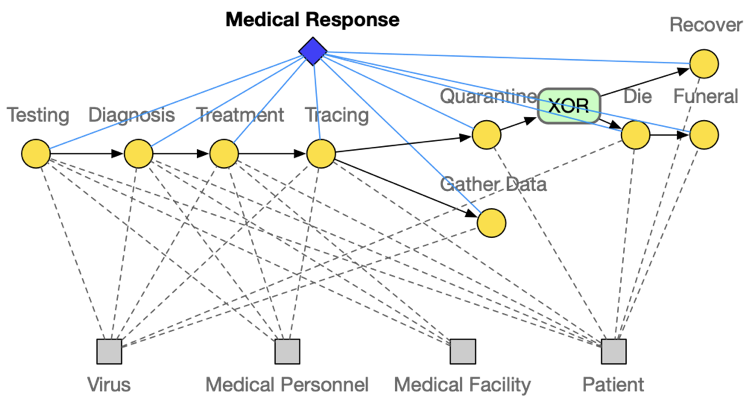 Medical Response
Recover
Testing
Diagnosis
Treatment
Tracing
Quarantine
XOR
Die
Funeral
Gather Data
Virus
Medical Personnel
Medical Facility
Patient